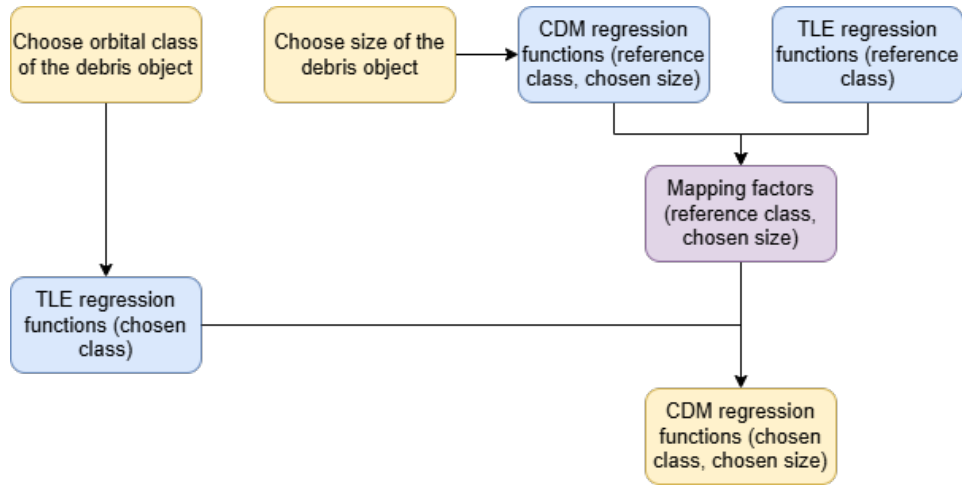 Choose orbital class
of the debris object
Choose size of the
debris object
CDM regression
functions (reference
class, chosen size)
TLE regression
functions (reference
class)
Mapping factors
(reference class,
chosen size)
TLE regression
functions (chosen
class)
CDM regression
functions (chosen
class, chosen size)